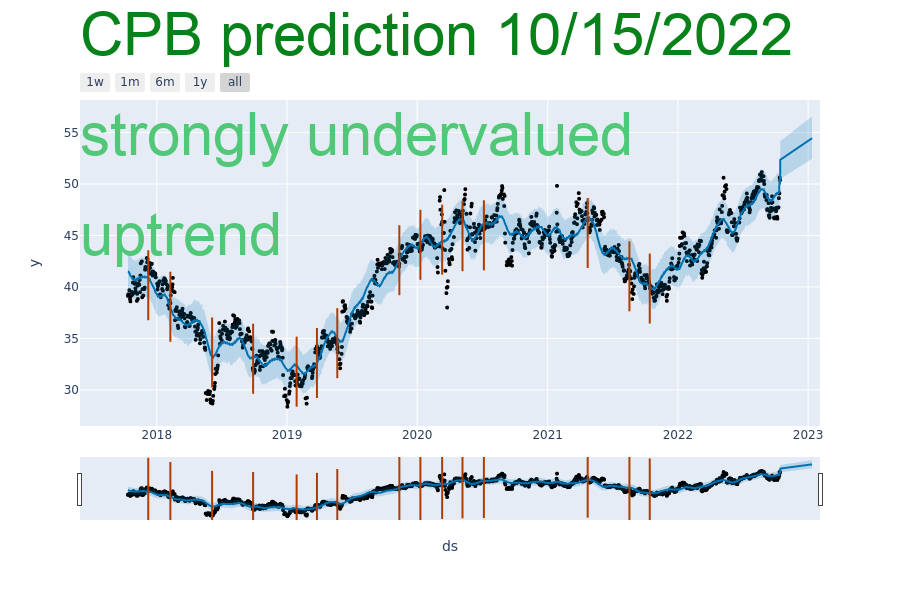 CPB prediction 10/15/2022
1w 1m 6m 1y all
strongly undervalued
uptrend
y
55
50
45
40
35
30
2018 2019 2020 2021 2022 2023
ds